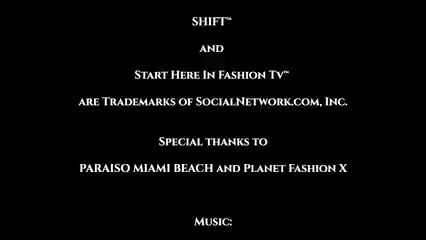 SHIFT™
and
Start Here In Fashion Tv™
are Trademarks of SocialNetwork.com, Inc.
Special thanks to
PARAISO MIAMI BEACH and Planet Fashion X
Music: